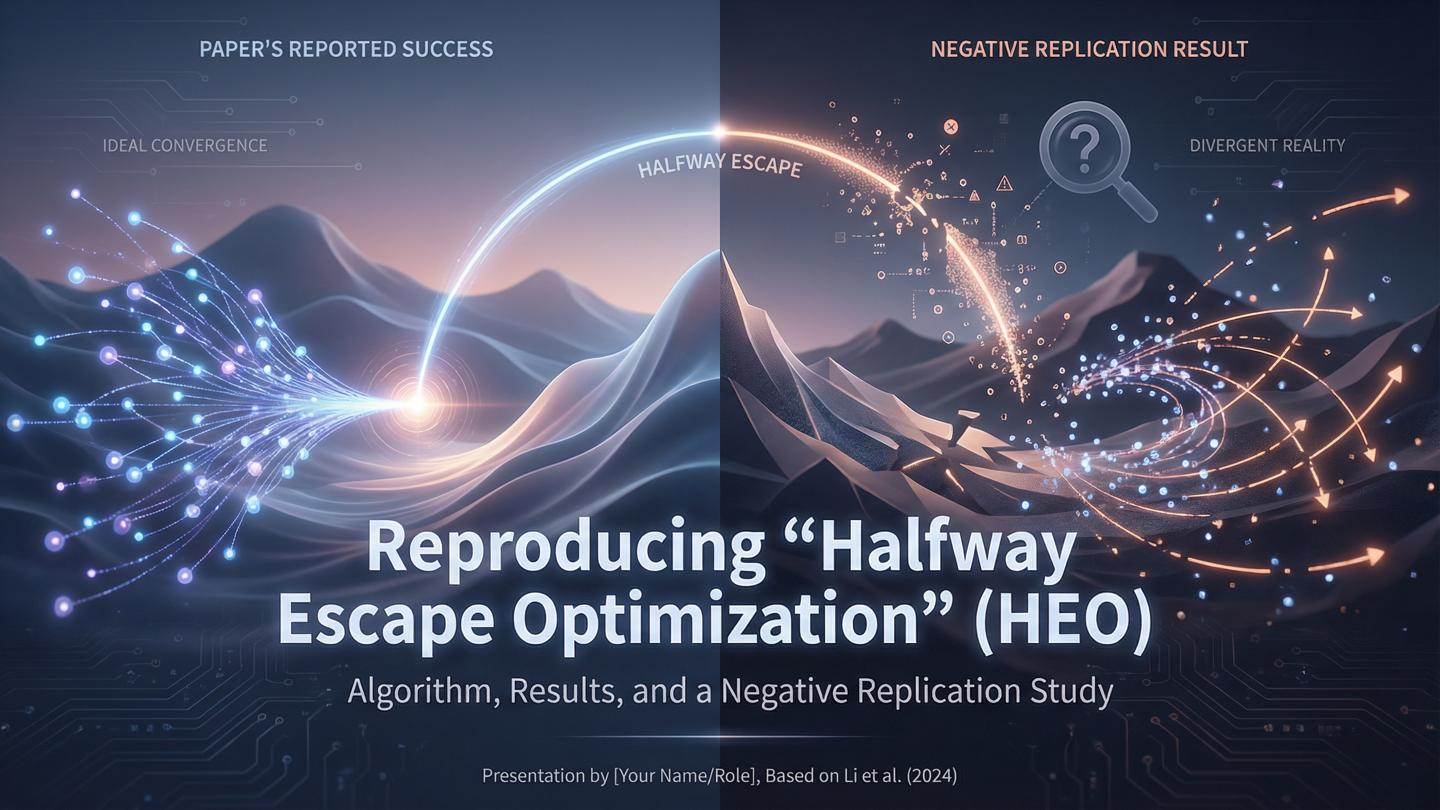 PAPER'S REPORTED SUCCESS
NEGATIVE REPLICATION RESULT
IDEAL CONVERGENCE
HALFWAY ESCAPE
?
DIVERGENT REALITY
Reproducing “Halfway
Escape Optimization” (HEO)
Algorithm, Results, and a Negative Replication Study
Presentation by [Your Name/Role], Based on Li et al. (2024)